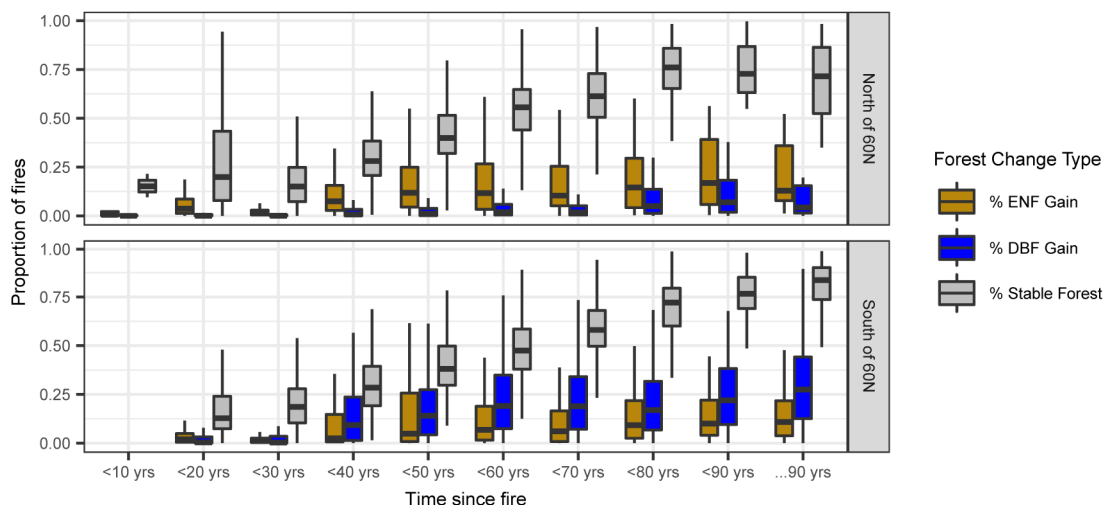 1.00
0.75
0.50
0.25
0.00
North of 60N
1.00
0.75
0.50
0.25
0.00
South of 60N
Proportion of fires
<10 yrs <20 yrs <30 yrs <40 yrs <50 yrs <60 yrs <70 yrs <80 yrs <90 yrs ...90 yrs
Time since fire
Forest Change Type
% ENF Gain
% DBF Gain
% Stable Forest